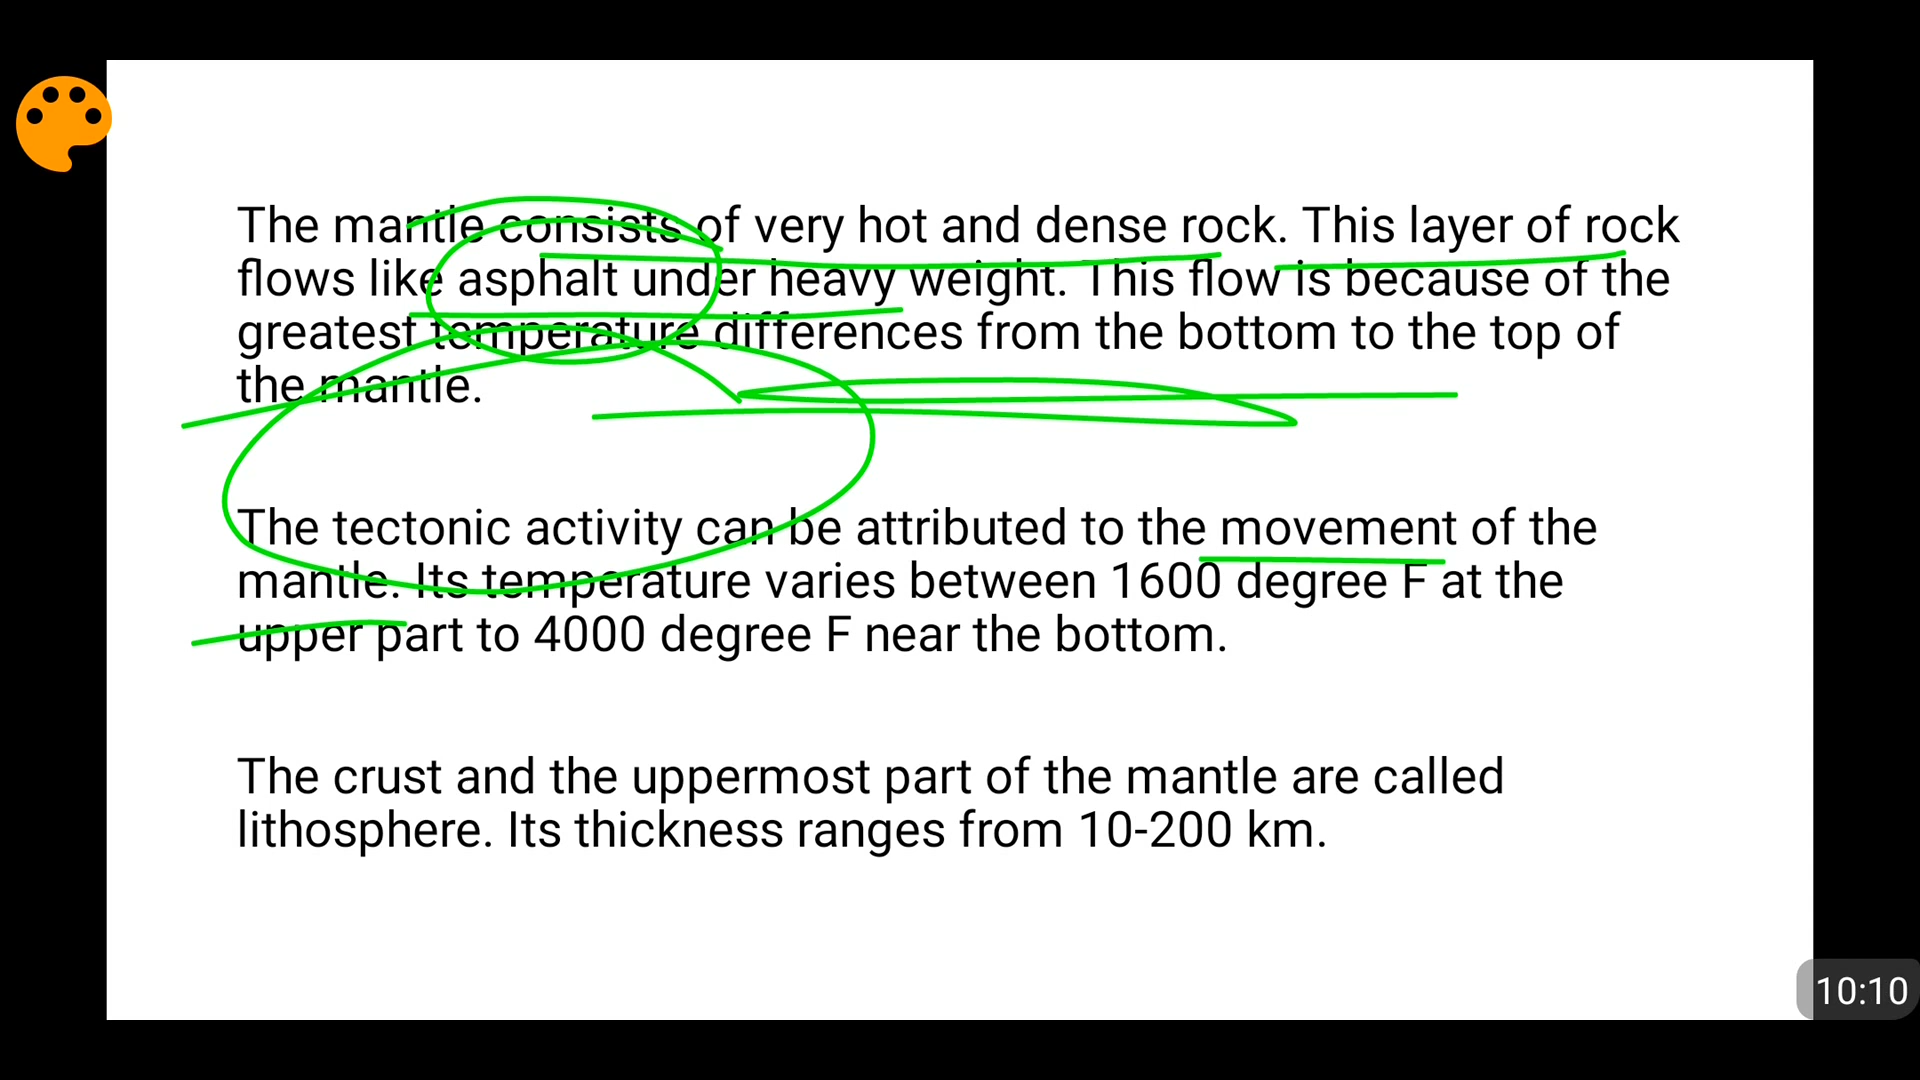 The mantle consists of very hot and dense rock. This layer of rock
flows like asphalt under heavy weight. This flow is because of the
greatest temperature differences from the bottom to the top of
the mantle.
The tectonic activity can be attributed to the movement of the
mantle. Its temperature varies between 1600 degree F at the
upper part to 4000 degree F near the bottom.
The crust and the uppermost part of the mantle are called
lithosphere. Its thickness ranges from 10-200 km.
10:10